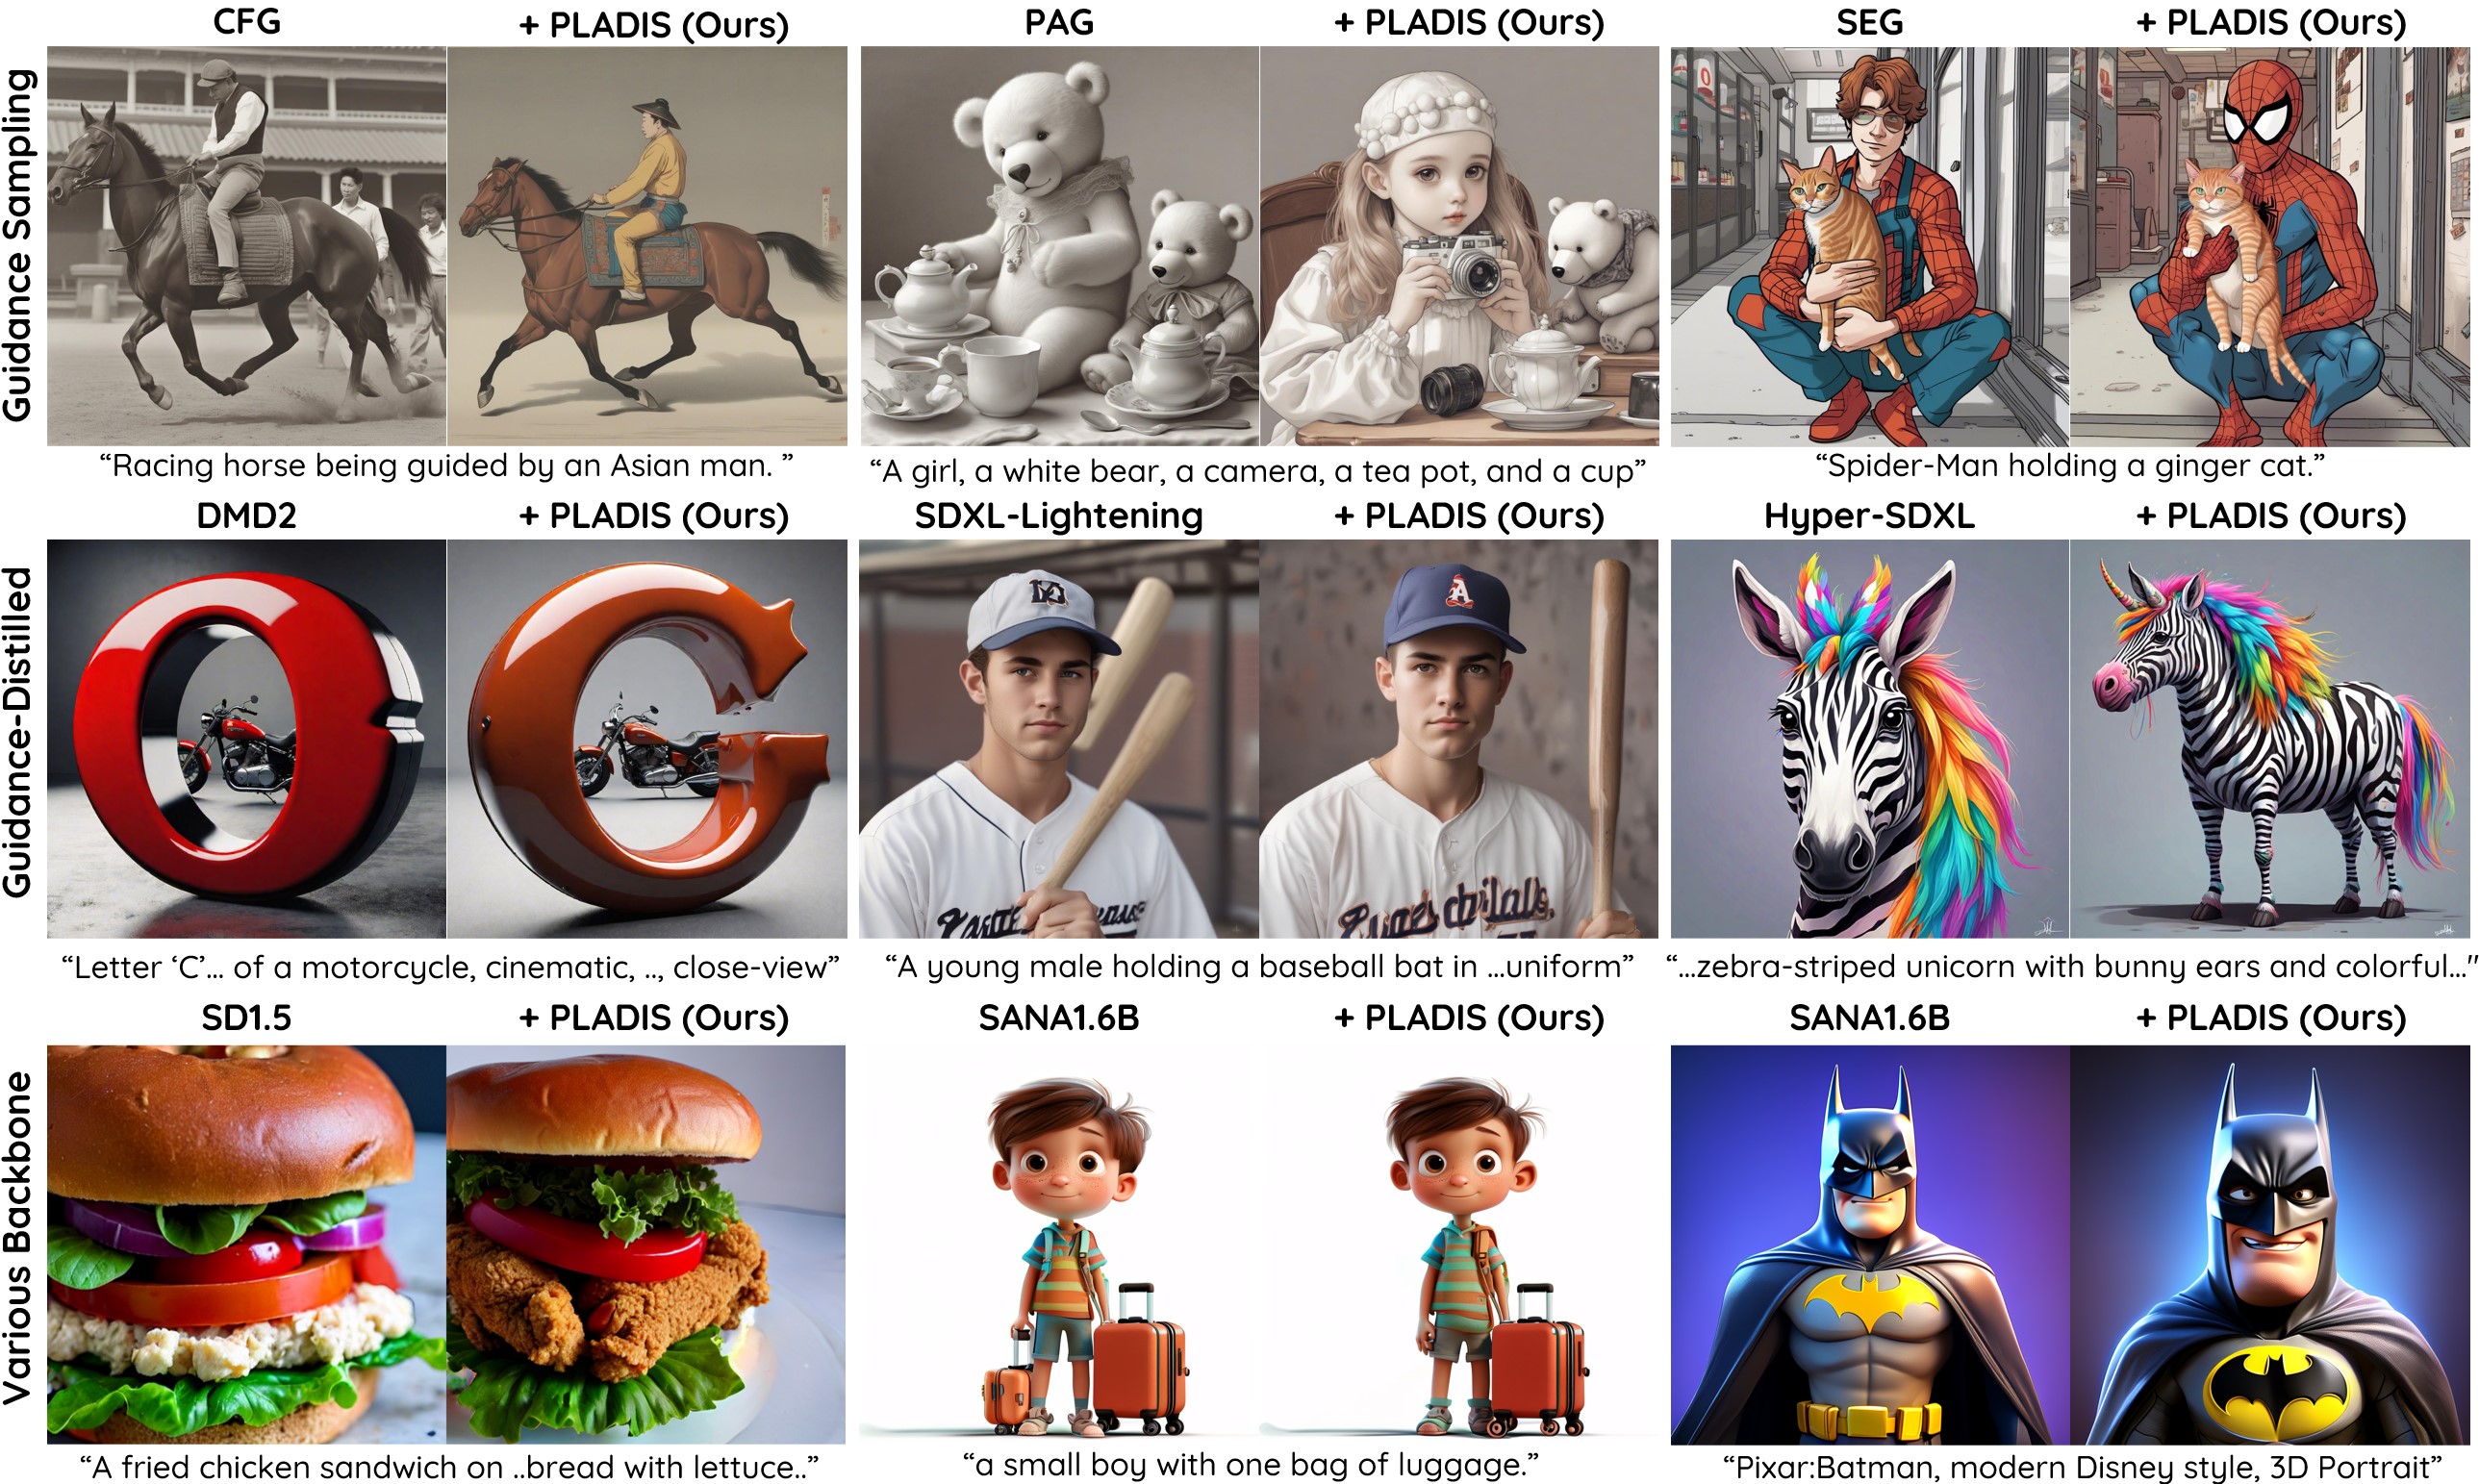 CFG + PLADIS (Ours) PAG + PLADIS (Ours) SEG + PLADIS (Ours)
Guidance Sampling
“Racing horse being guided by an Asian man. ” “A girl, a white bear, a camera, a tea pot, and a cup” “Spider-Man holding a ginger cat.”
DMD2 + PLADIS (Ours) SDXL-Lightening + PLADIS (Ours) Hyper-SDXL + PLADIS (Ours)
Guidance-Distilled
A
“Letter ‘C’... of a motorcycle, cinematic, .., close-view” “A young male holding a baseball bat in ...uniform” “...zebra-striped unicorn with bunny ears and colorful...”
SD1.5 + PLADIS (Ours) SANA1.6B + PLADIS (Ours) SANA1.6B + PLADIS (Ours)
Various Backbone
“A fried chicken sandwich on ..bread with lettuce..” “a small boy with one bag of luggage.” “Pixar:Batman, modern Disney style, 3D Portrait”